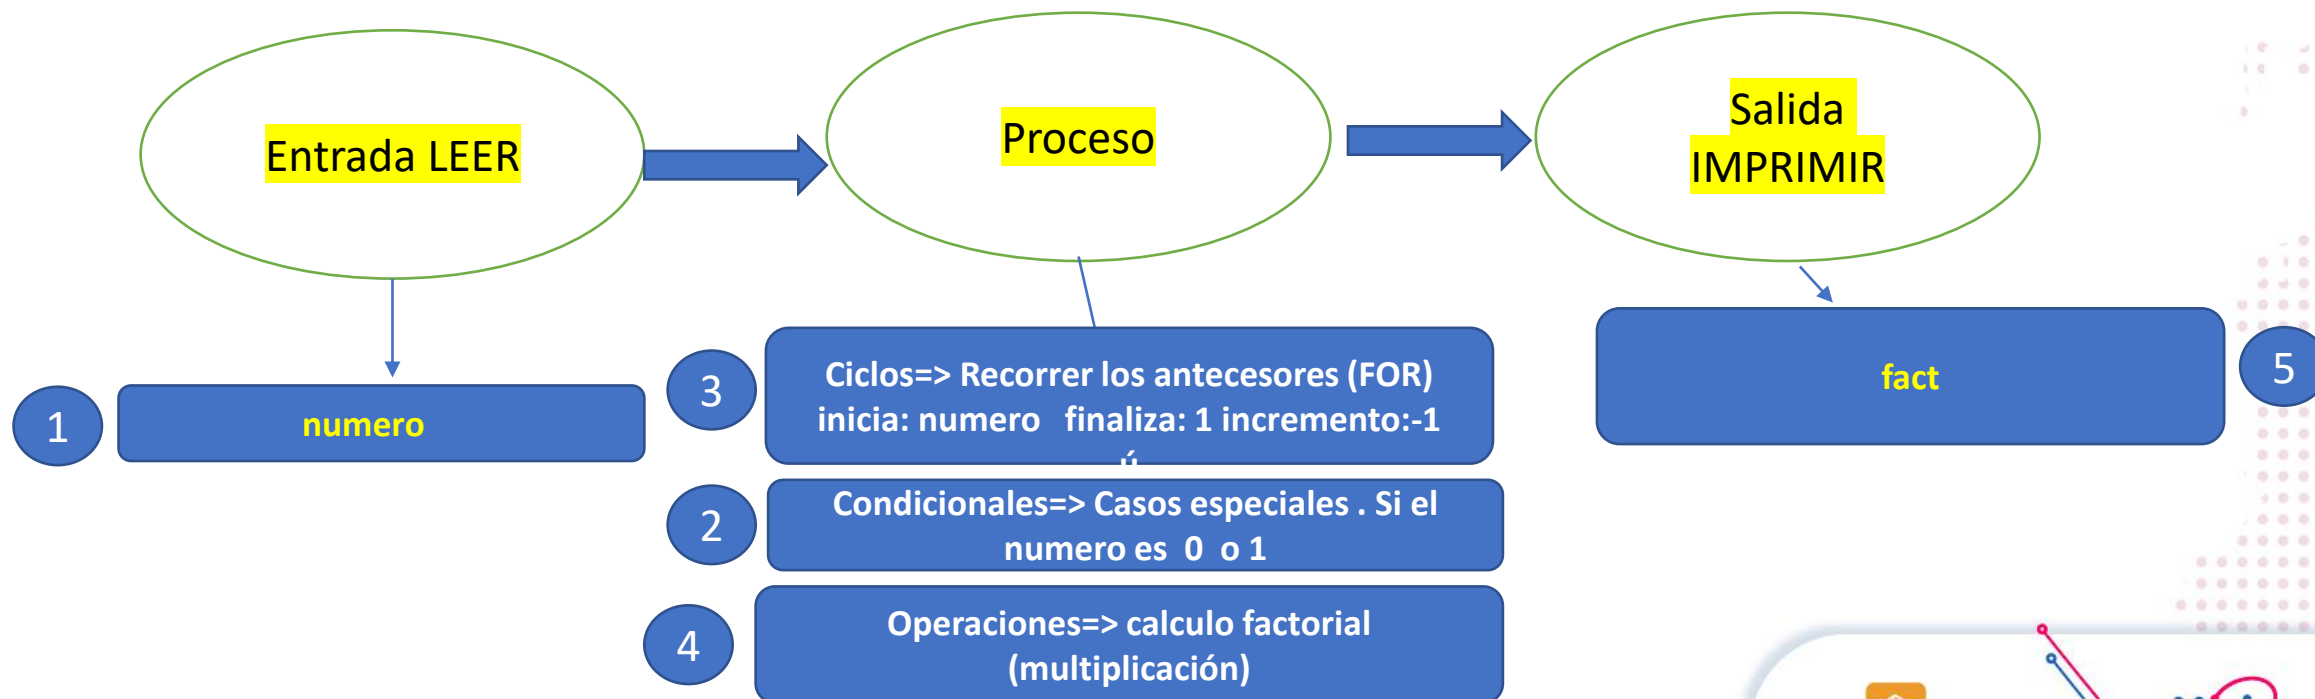 Entrada LEER
Proceso
Salida
IMPRIMIR
1
numero
3
Ciclos=> Recorrer los antecesores (FOR)
inicia: numero   finaliza: 1 incremento:-1
2
Condicionales=> Casos especiales . Si el
numero es  0  o 1
4
Operaciones=> calculo factorial
(multiplicación)
fact
5